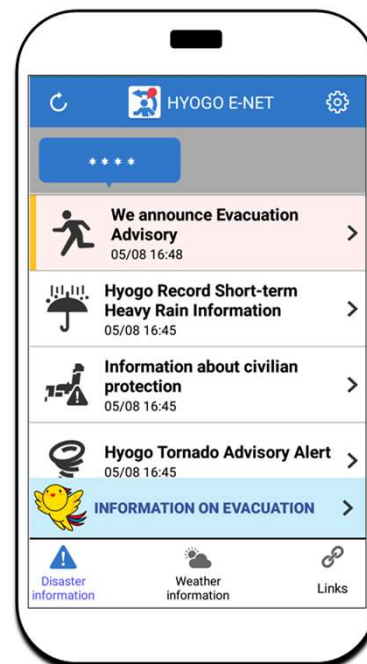 HYOGO E-NET
* * * *
We announce Evacuation
Advisory
05/08 16:48
Hyogo Record Short-term
Heavy Rain Information
05/08 16:45
Information about civilian
protection
05/08 16:45
Hyogo Tornado Advisory Alert
05/08 16:45
INFORMATION ON EVACUATION
Disaster
information
Weather
information
Links